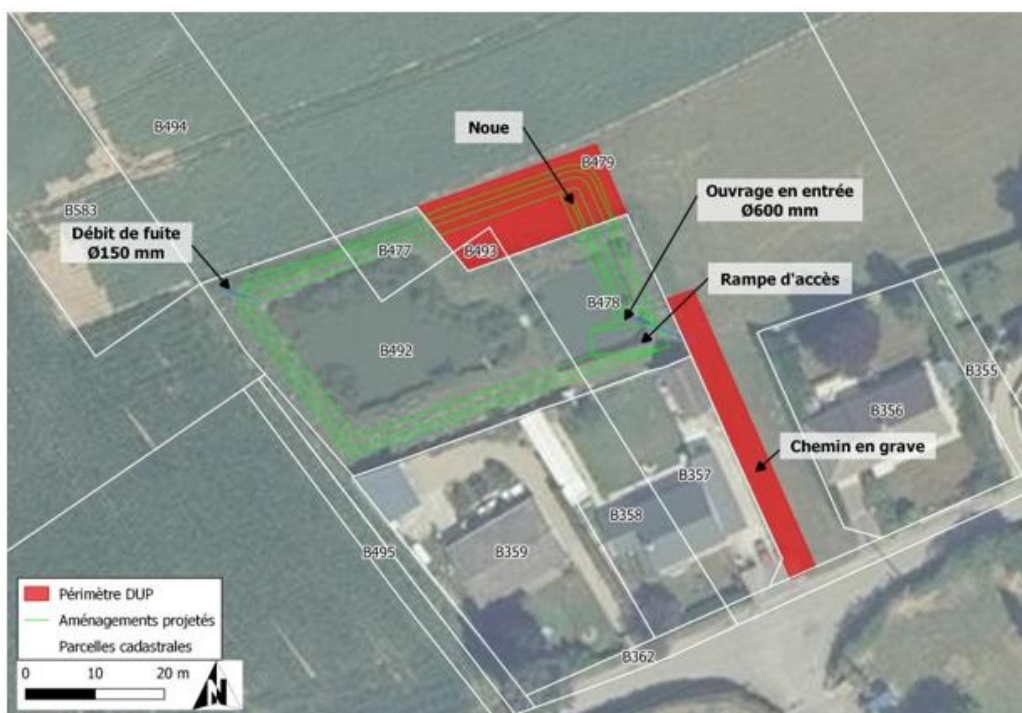 B494
Noue
B479
B583
Ouvrage en entrée
Ø600 mm
Débit de fuite
Ø150 mm
B477
B493
Rampe d'accès
B478
B492
B355
B356
Chemin en grave
B357
B358
B495
B359
Périmètre DUP
Aménagements projetés
Parcelles cadastrales
B362
0 10 20 m
N